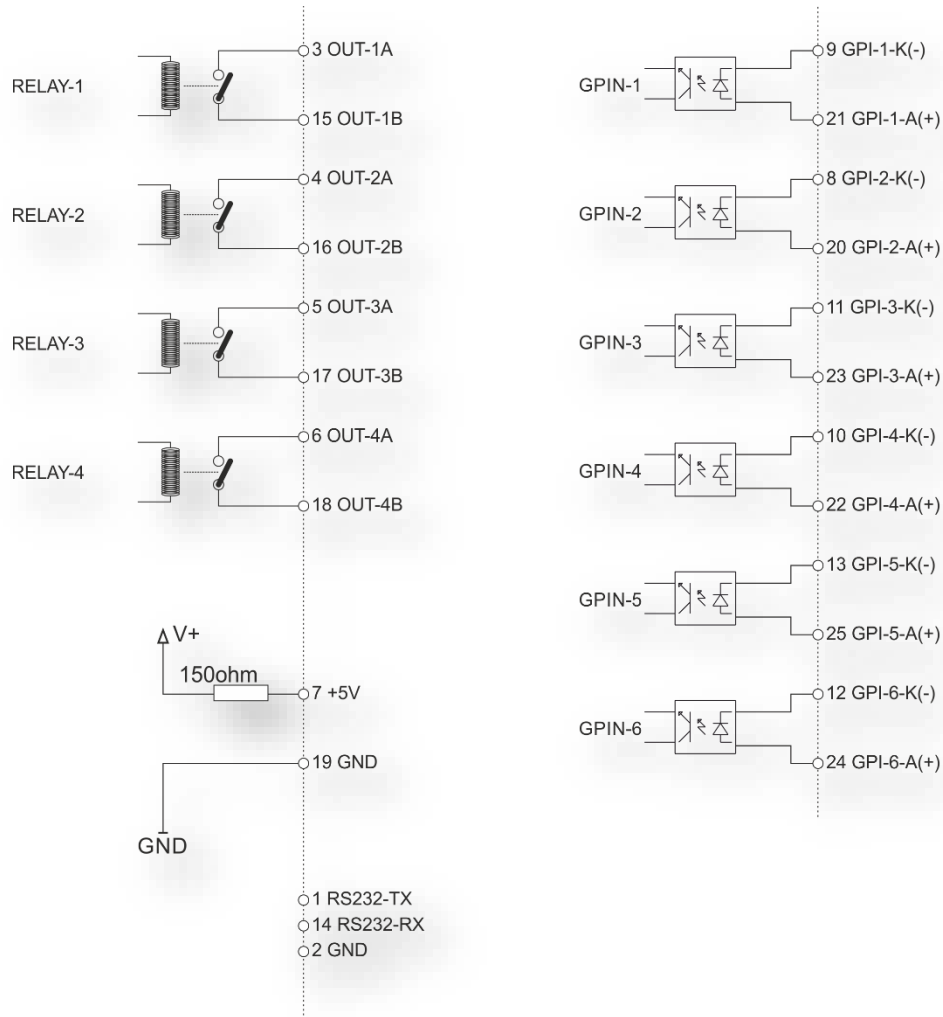 3 OUT-1A
RELAY-1
15 OUT-1B
4 OUT-2A
RELAY-2
16 OUT-2B
5 OUT-3A
RELAY-3
17 OUT-3B
6 OUT-4A
RELAY-4
18 OUT-4B
V+
150ohm
7 +5V
19 GND
GND
1 RS232-TX
14 RS232-RX
2 GND
9 GPI-1-K(-)
GPIN-1
21 GPI-1-A(+)
8 GPI-2-K(-)
GPIN-2
20 GPI-2-A(+)
11 GPI-3-K(-)
GPIN-3
23 GPI-3-A(+)
10 GPI-4-K(-)
GPIN-4
22 GPI-4-A(+)
13 GPI-5-K(-)
GPIN-5
25 GPI-5-A(+)
12 GPI-6-K(-)
GPIN-6
24 GPI-6-A(+)